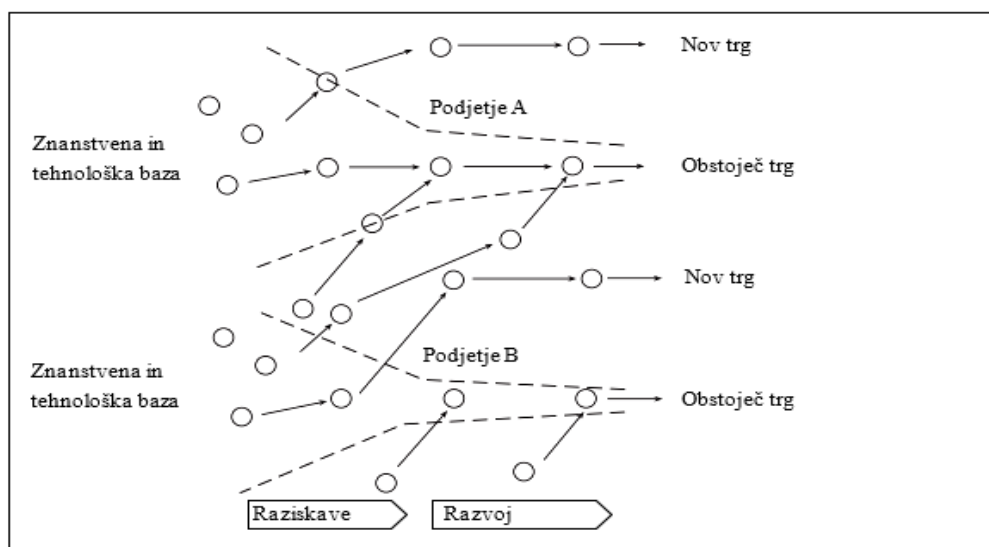 Nov trg
Podjetje A
Znanstvena in
tehnološka baza
Obstoječ trg
Nov trg
Podjetje B
Znanstvena in
tehnološka baza
Obstoječ trg
Raziskave
Razvoj